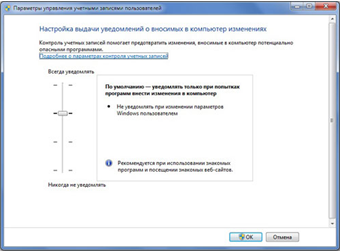 Параметры управления учетными записями пользователей
Настройка выдачи уведомлений о вносимых в компьютер изменениях
Контроль учетных записей помогает предотвратить изменения, вносимые в компьютер потенциально
опасными программами.
Подробнее о параметрах контроля учетных записей
Всегда уведомлять
По умолчанию — уведомлять только при попытках
программ внести изменения в компьютер
• Не уведомлять при изменении параметров
Windows пользователем
Рекомендуется при использовании знакомых
программ и посещении знакомых веб-сайтов.
Никогда не уведомлять
ОК Отмена